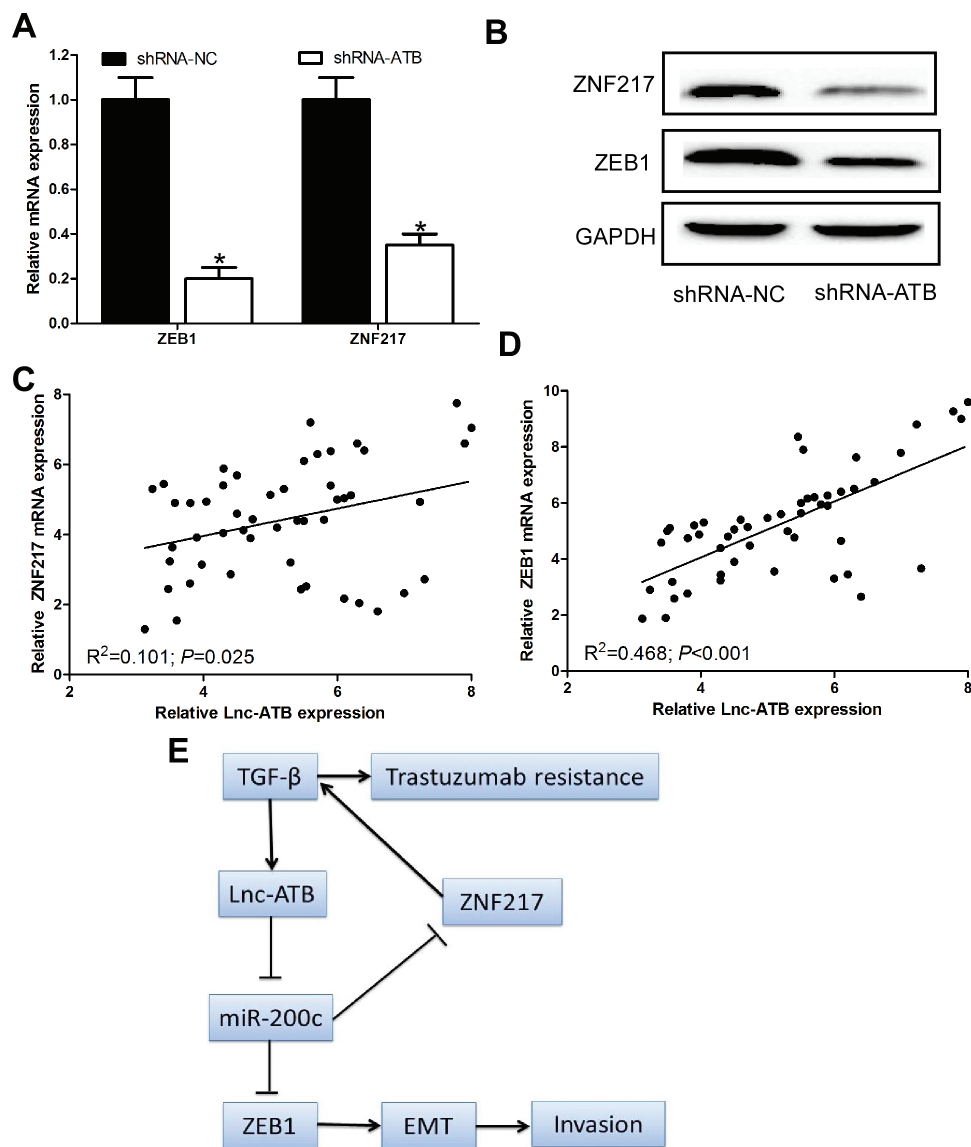 A
shRNA-NC
shRNA-ATB
Relative mRNA expression
1.2
1.0
0.8
0.6
0.4
0.2
0.0
*
*
ZEB1
ZNF217
B
ZNF217
ZEB1
GAPDH
shRNA-NC
shRNA-ATB
C
Relative ZNF217 mRNA expression
8
6
4
2
0
R²=0.101; P=0.025
2
4
6
8
Relative Lnc-ATB expression
D
Relative ZEB1 mRNA expression
10
8
6
4
2
0
R²=0.468; P<0.001
2
4
6
8
Relative Lnc-ATB expression
E
TGF-β
Trastuzumab resistance
Lnc-ATB
ZNF217
miR-200c
ZEB1
EMT
Invasion